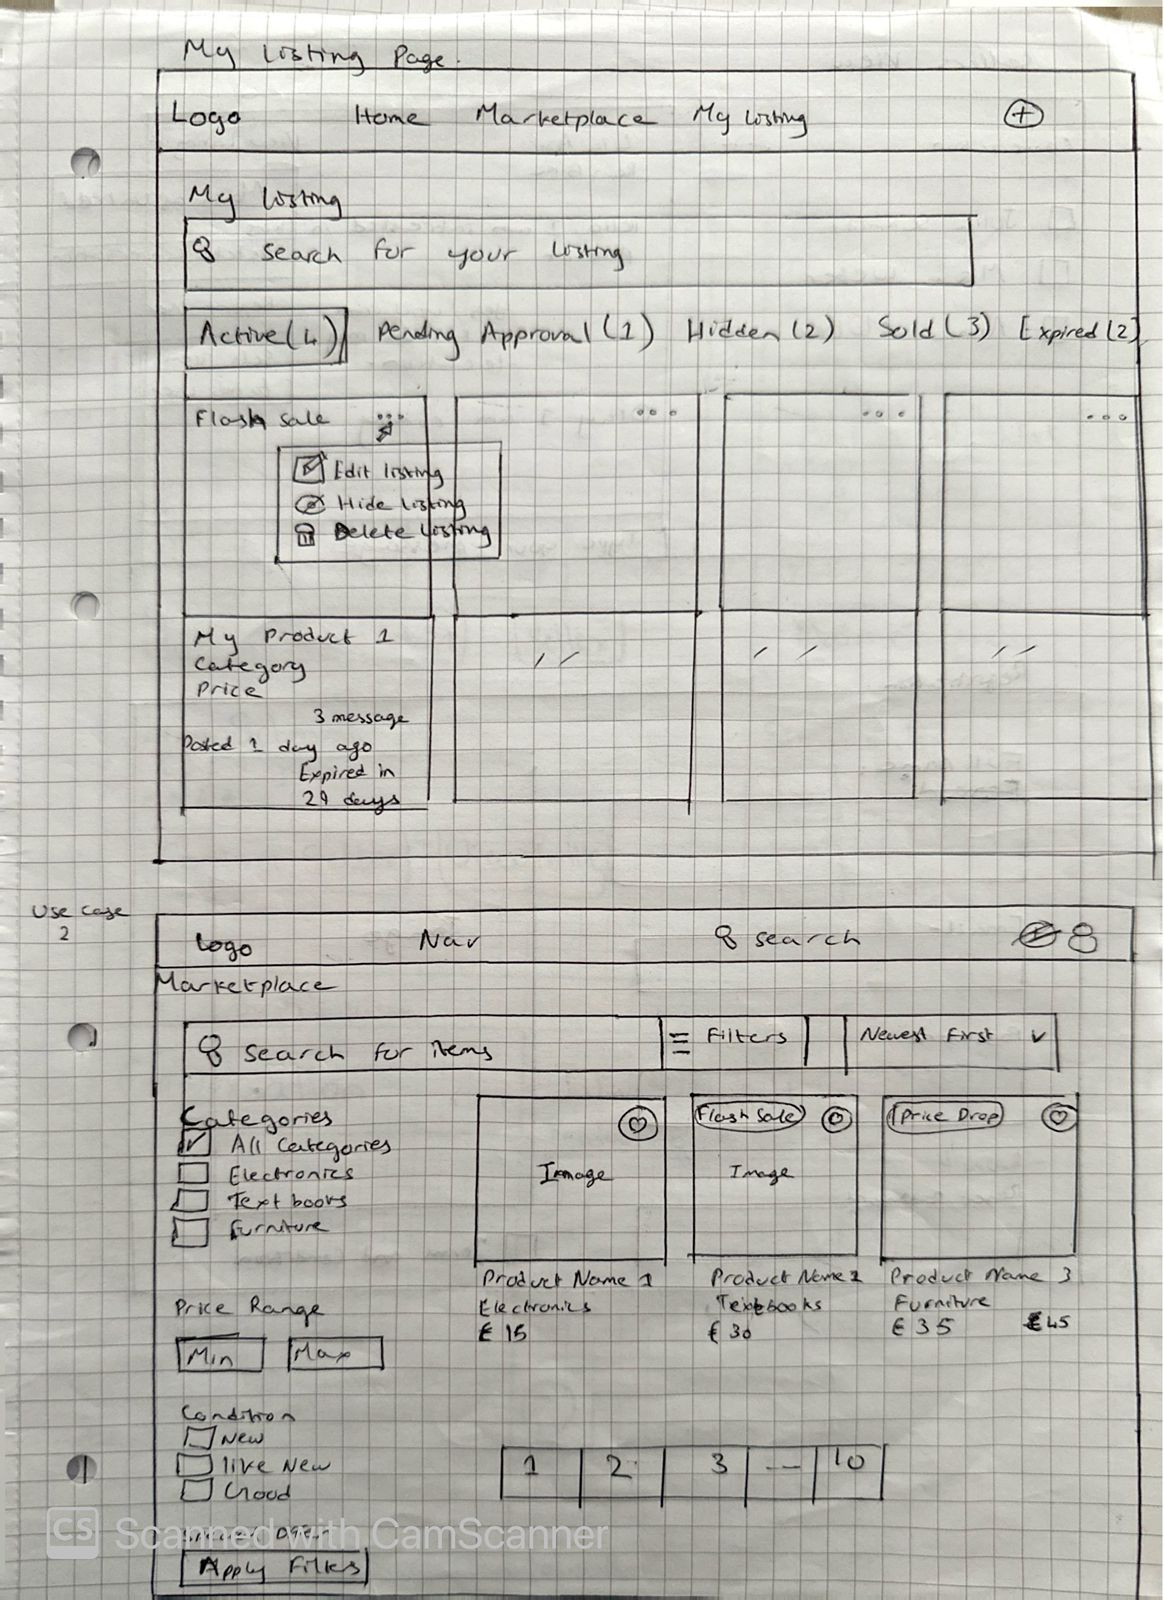 My Listing Page.
Logo Home Marketplace My Listing +
My Listing
Search for your listing
Active(4) Pending Approval(1) Hidden(2) Sold(3) Expired(2)
Flash Sale ... ... ... ...
Edit listing
Hide Listing
Delete Listing
My Product 1
Category
Price
3 message
Posted 1 day ago
Expired in
29 days
Use Case
2
Logo Nav Search
Marketplace
Search for items Filters Newest First
Categories
All Categories
Electronics
Textbooks
Furniture
Flash Sale Price Drop
Image Image
Product Name 1 Product Name 2 Product Name 3
Electronics Textbooks Furniture
€ 15 € 30 € 35 €45
Price Range
Min Max
Condition
New
like New
Good
1 2 3 — 10
CS Scanned with CamScanner
Apply Filters